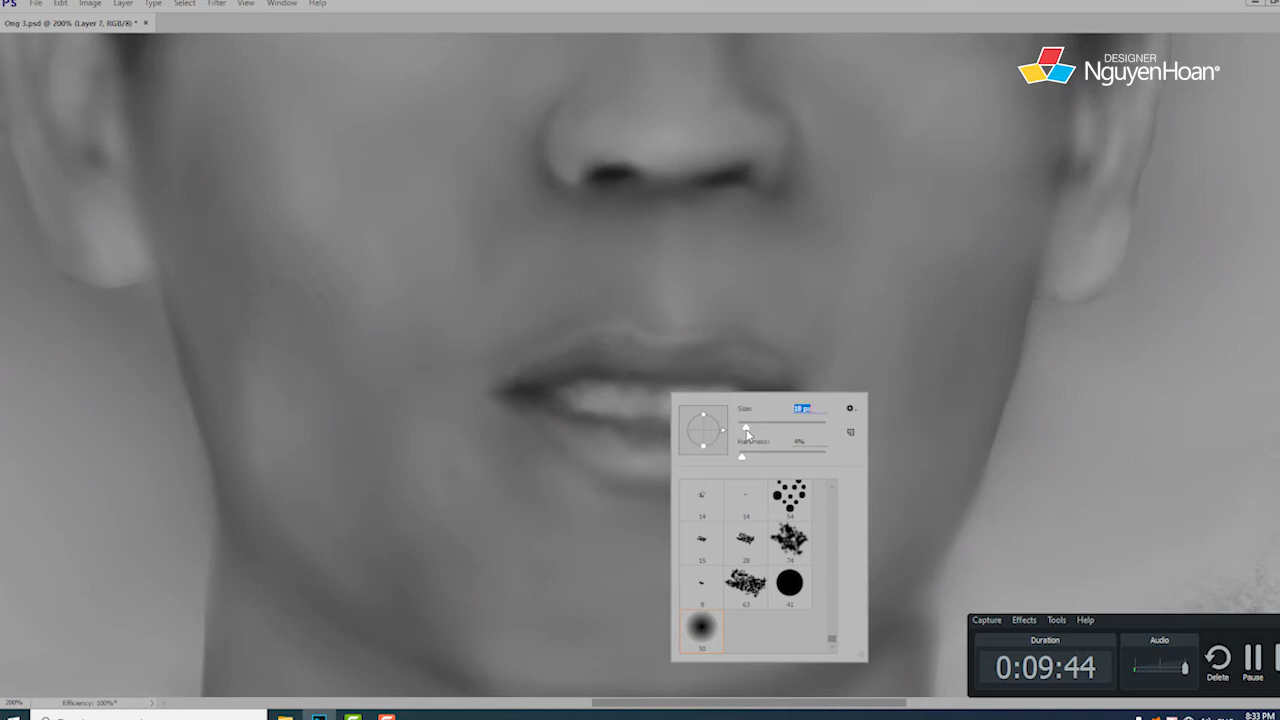 Ps File Edit Image Layer Type Select Filter View Window Help
Ong 3.psd @ 200% (Layer 7, RGB/8) * ×
DESIGNER
NguyenHoan®
Size: 38 px
Hardness: 4%
14 14 54
15 28 74
8 63 41
50
Capture Effects Tools Help
Duration Audio
0:09:44
Delete Pause
200% Efficiency: 100%*
8:33 PM